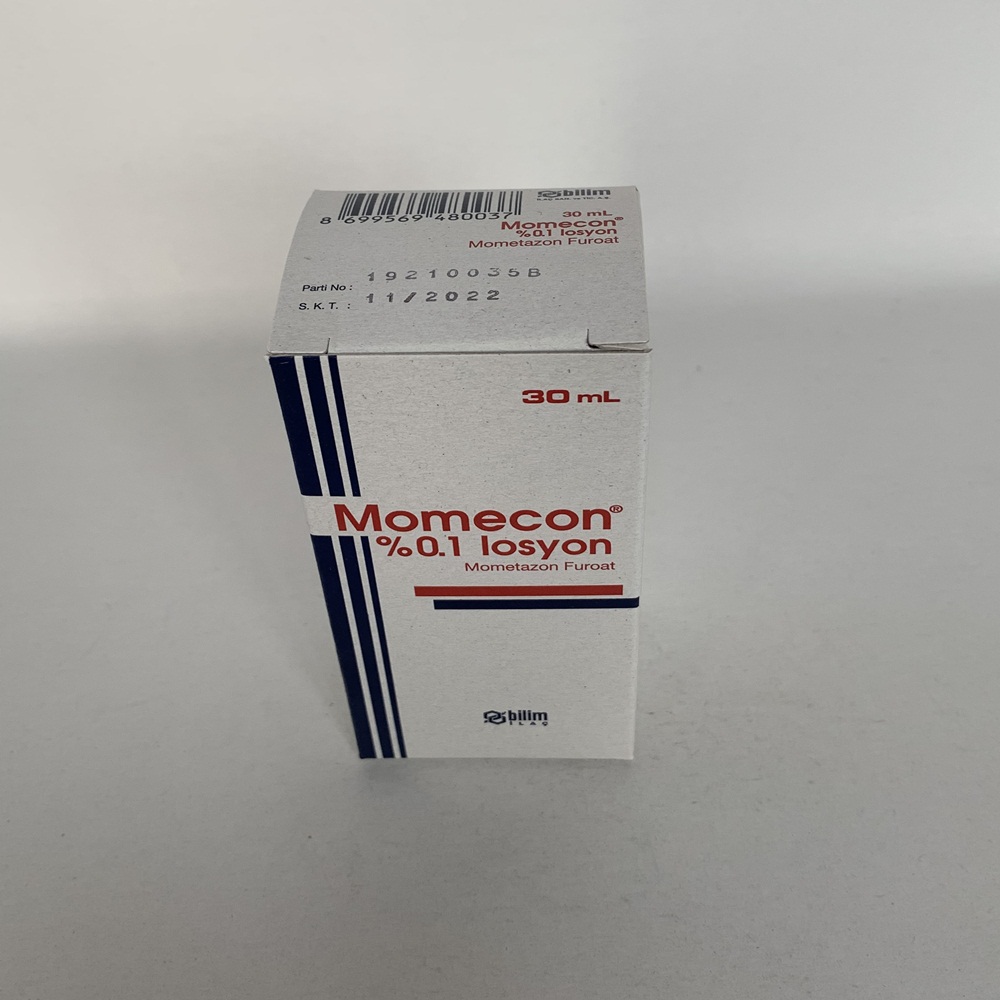 bilim
8 699569 480037
30 mL
Momecon®
%0.1 losyon
Mometazon Furoat
Parti No : 19210035B
S. K. T. : 11/2022
30 mL
Momecon®
%0.1 losyon
Mometazon Furoat
bilim
İLAÇ